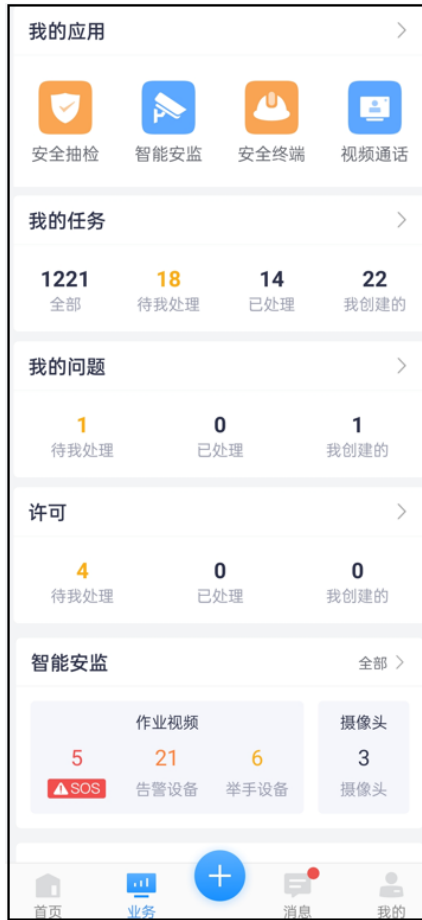 我的应用
安全抽检 智能安监 安全终端 视频通话
我的任务
1221 18 14 22
全部 待我处理 已处理 我创建的
我的问题
1 0 1
待我处理 已处理 我创建的
许可
4 0 0
待我处理 已处理 我创建的
智能安监 全部
作业视频 摄像头
5 21 6 3
SOS 告警设备 举手设备 摄像头
首页 业务 消息 我的